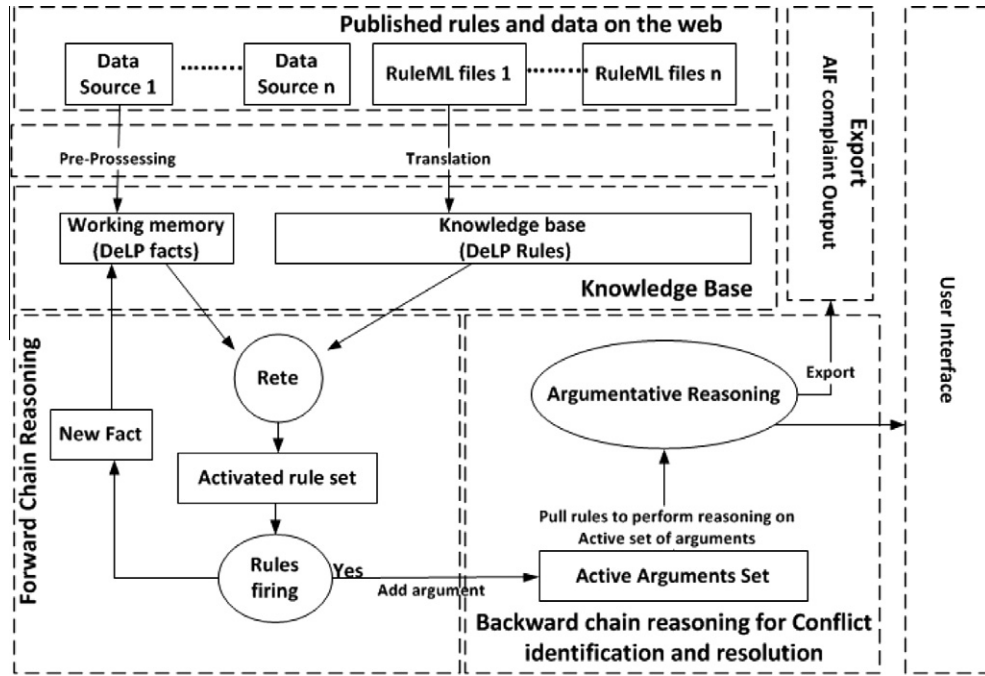 Published rules and data on the web
Data
Source 1
Data
Source n
RuleML files 1
RuleML files n
Pre-Prossessing
Translation
Working memory
(DeLP facts)
Knowledge base
(DeLP Rules)
Knowledge Base
Export
AIF complaint Output
User Interface
Forward Chain Reasoning
Rete
New Fact
Activated rule set
Rules
firing
Yes
Add argument
Argumentative Reasoning
Export
Pull rules to perform reasoning on
Active set of arguments
Active Arguments Set
Backward chain reasoning for Conflict
identification and resolution